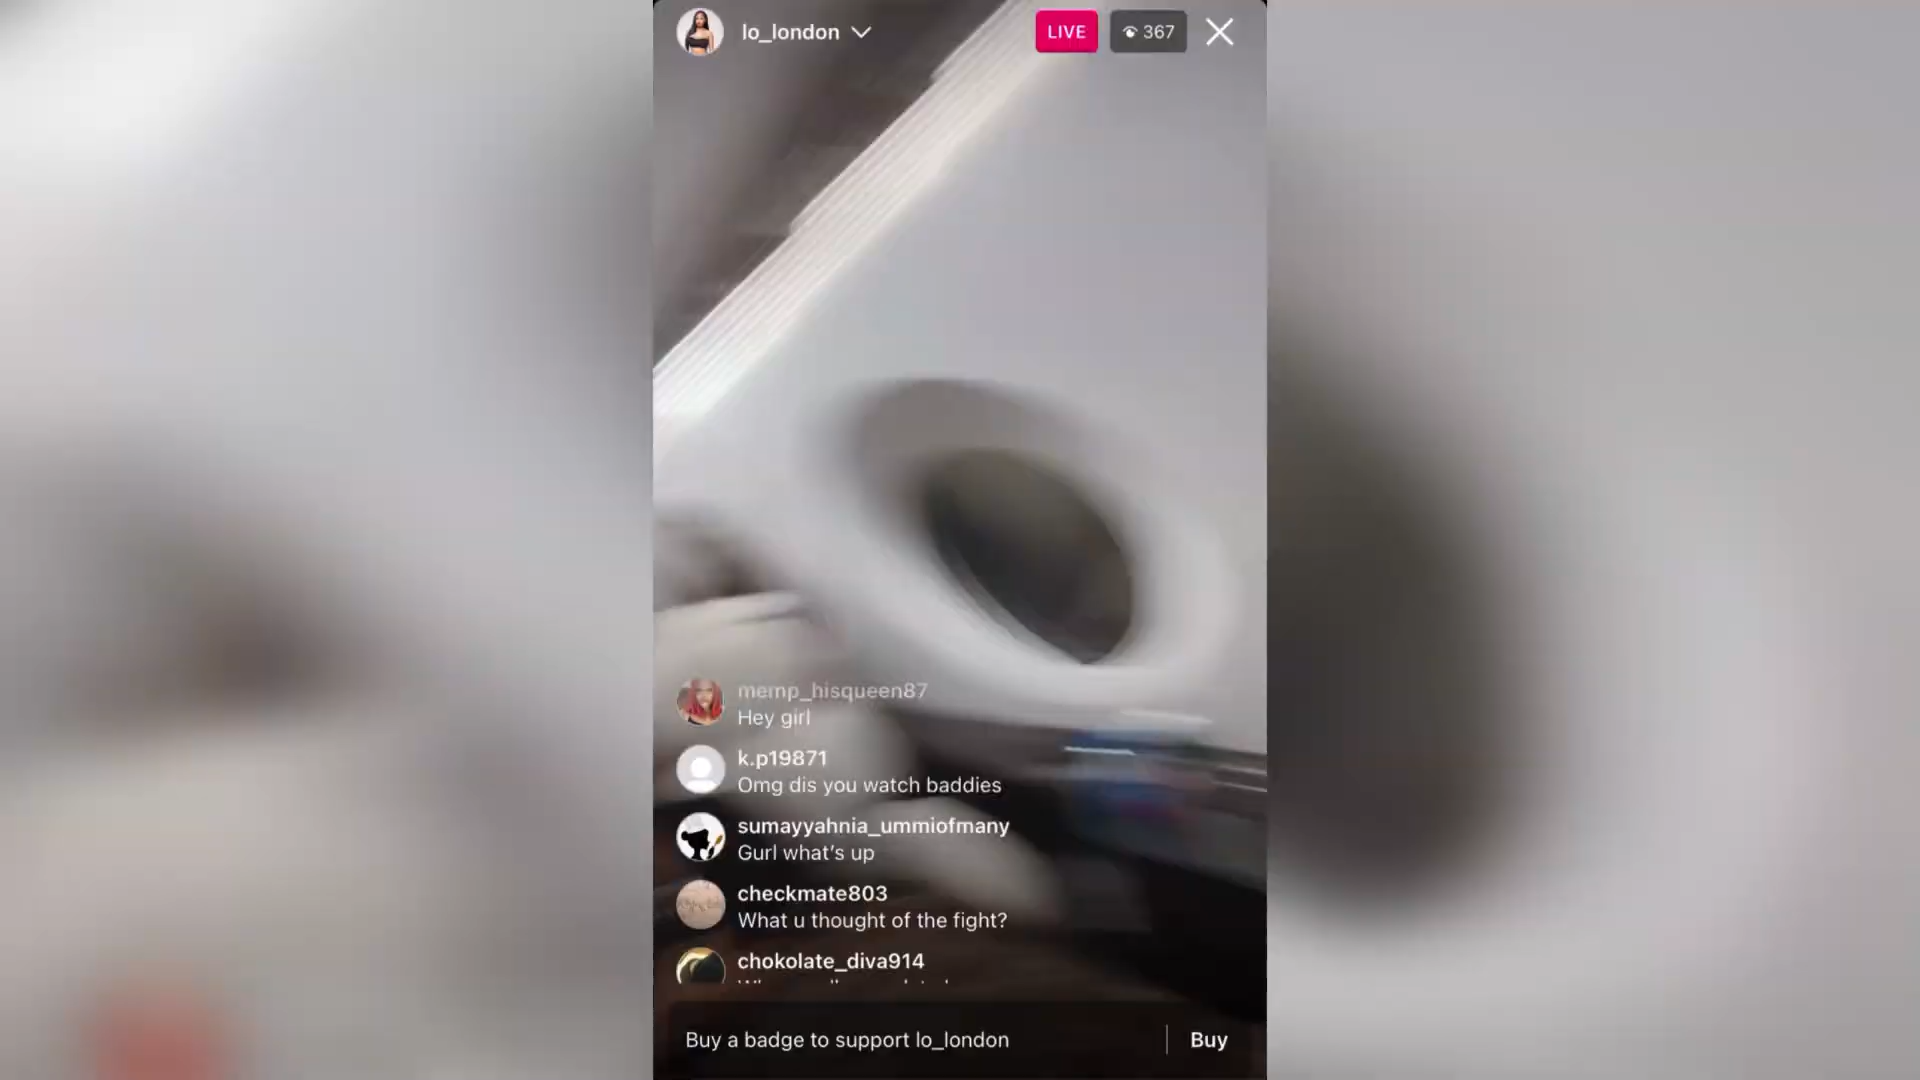 lo_london
LIVE
367
memp_hisqueen87
Hey girl
k.p19871
Omg dis you watch baddies
sumayyahnia_ummiofmany
Gurl what's up
checkmate803
What u thought of the fight?
chokolate_diva914
Buy a badge to support lo_london
Buy